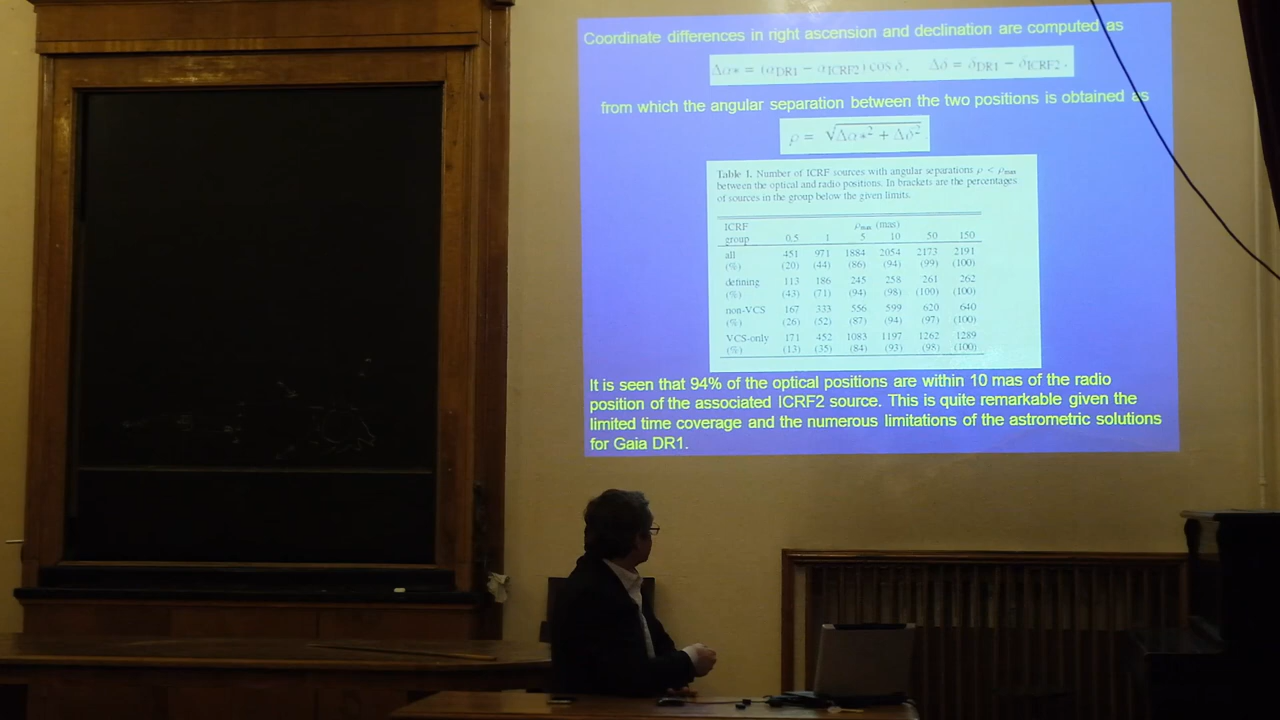 Coordinate differences in right ascension and declination are computed as
Δα* = (α_DR1 − α_ICRF2) cos δ, Δδ = δ_DR1 − δ_ICRF2.
from which the angular separation between the two positions is obtained as
ρ = √Δα*² + Δδ².
Table 1. Number of ICRF sources with angular separations ρ < ρmax
between the optical and radio positions. In brackets are the percentages
of sources in the group below the given limits.
ICRF ρmax (mas)
group 0.5 1 5 10 50 150
all 451 971 1884 2054 2173 2191
(%) (20) (44) (86) (94) (99) (100)
defining 113 186 245 258 261 262
(%) (43) (71) (94) (98) (100) (100)
non-VCS 167 333 556 599 620 640
(%) (26) (52) (87) (94) (97) (100)
VCS-only 171 452 1083 1197 1262 1289
(%) (13) (35) (84) (93) (98) (100)
It is seen that 94% of the optical positions are within 10 mas of the radio
position of the associated ICRF2 source. This is quite remarkable given the
limited time coverage and the numerous limitations of the astrometric solutions
for Gaia DR1.